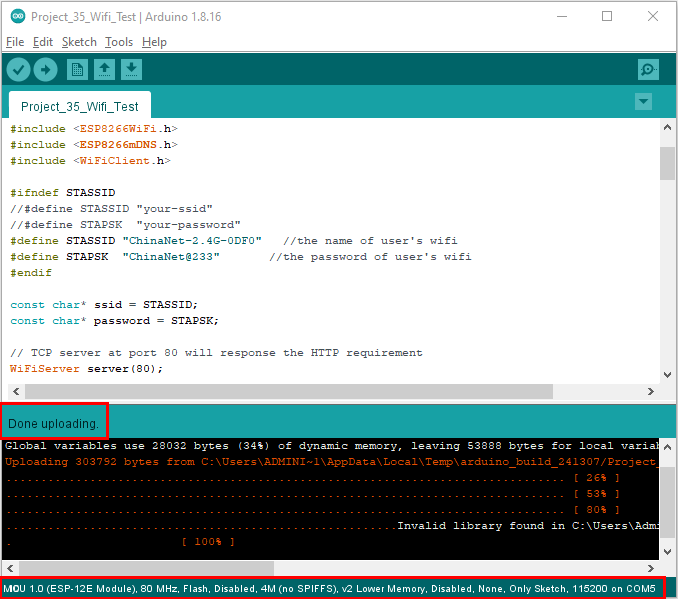 Project_35_Wifi_Test | Arduino 1.8.16
File Edit Sketch Tools Help
Project_35_Wifi_Test
#include <ESP8266WiFi.h>
#include <ESP8266mDNS.h>
#include <WiFiClient.h>
#ifndef STASSID
//#define STASSID "your-ssid"
//#define STAPSK  "your-password"
#define STASSID "ChinaNet-2.4G-0DF0"   //the name of user's wifi
#define STAPSK  "ChinaNet@233"       //the password of user's wifi
#endif
const char* ssid = STASSID;
const char* password = STAPSK;
// TCP server at port 80 will response the HTTP requirement
WiFiServer server(80);
Done uploading.
Global variables use 28032 bytes (34%) of dynamic memory, leaving 53888 bytes for local variab
Uploading 303792 bytes from C:\Users\ADMINI~1\AppData\Local\Temp\arduino_build_241307/Project_
................................................................................ [ 26% ]
................................................................................ [ 53% ]
................................................................................ [ 80% ]
........................................................Invalid library found in C:\Users\Admi
.                        [ 100% ]
1.0 (ESP-12E Module), 80 MHz, Flash, Disabled, 4M (no SPIFFS), v2 Lower Memory, Disabled, None, Only Sketch, 115200 on COM5